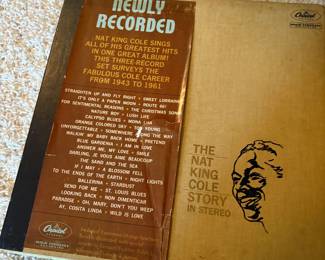 NEWLY
RECORDED
NAT KING COLE SINGS
ALL OF HIS GREATEST HITS
IN ONE GREAT ALBUM!
THIS THREE-RECORD
SET SURVEYS THE
FABULOUS COLE CAREER
FROM 1943 TO 1961
STRAIGHTEN UP AND FLY RIGHT • SWEET LORRAINE
IT'S ONLY A PAPER MOON • ROUTE 66!
FOR SENTIMENTAL REASONS • THE CHRISTMAS SONG
NATURE BOY • LUSH LIFE
CALYPSO BLUES • MONA LISA
ORANGE COLORED SKY • TOO YOUNG
UNFORGETTABLE • SOMEWHERE ALONG THE WAY
WALKIN' MY BABY BACK HOME • PRETEND
BLUE GARDENIA • I AM IN LOVE
ANSWER ME, MY LOVE • SMILE
DARLING, JE VOUS AIME BEAUCOUP
THE SAND AND THE SEA
IF I MAY • A BLOSSOM FELL
TO THE ENDS OF THE EARTH • NIGHT LIGHTS
BALLERINA • STARDUST
SEND FOR ME • ST. LOUIS BLUES
LOOKING BACK • NON DIMENTICAR
PARADISE • OH, MARY, DON'T YOU WEEP
AY, COSITA LINDA • WILD IS LOVE
Capitol
Capitol
THE
NAT
KING
COLE
STORY
IN STEREO